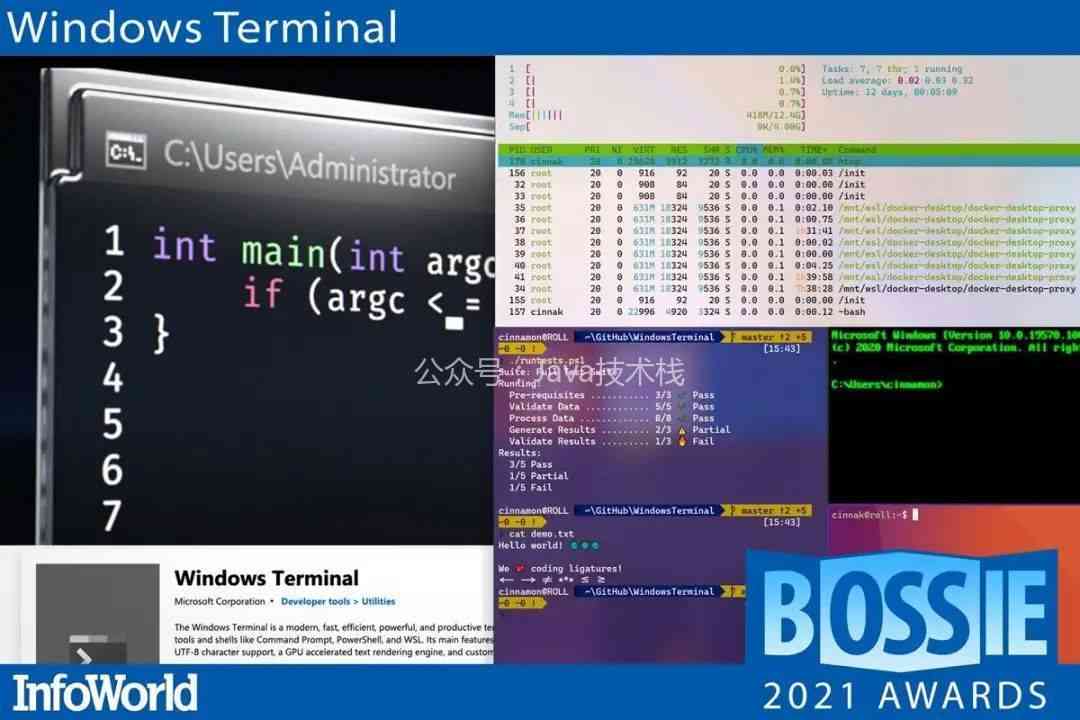 Windows Terminal
C:\Users\Administrator
1 int main(int argc
2 if (argc <_=
3 }
4
5
6
7
Windows Terminal
Microsoft Corporation • Developer tools > Utilities
The Windows Terminal is a modern, fast, efficient, powerful, and productive
tools and shells like Command Prompt, PowerShell, and WSL. Its main features
UTF-8 character support, a GPU accelerated text rendering engine, and custom
1 [ 0.0%]
2 [| 1.4%]
3 [| 0.7%]
4 [| 0.7%]
Mem[|||||| 418M/12.4G]
0K/4.00G]
Tasks: 7, 7 thr; 1 running
Load average: 0.02 0.03 0.32
Uptime: 12 days, 00:05:09
PID USER PRI NI VIRT RES SHR S CPU% MEM% TIME+ Command
cinnak 20 0 S 0.0 0.0 htop
156 root 20 0 916 92 20 S 0.0 0.0 0:00.03 /init
32 root 20 0 908 84 20 S 0.0 0.0 0:00.00 /init
33 root 20 0 908 84 20 S 0.0 0.0 0:00.00 /init
35 root 20 0 631M 18324 9536 S 0.0 0.1 0:02.10 /mnt/wsl/docker-desktop/docker-desktop-proxy
36 root 20 0 631M 18324 9536 S 0.0 0.1 0:00.75 /mnt/wsl/docker-desktop/docker-desktop-proxy
37 root 20 0 631M 18324 9536 S 0.0 0.1 31:41 /mnt/wsl/docker-desktop/docker-desktop-proxy
38 root 20 0 631M 18324 9536 S 0.0 0.1 0:00.02 /mnt/wsl/docker-desktop/docker-desktop-proxy
39 root 20 0 631M 18324 9536 S 0.0 0.1 0:00.00 /mnt/wsl/docker-desktop/docker-desktop-proxy
40 root 20 0 631M 18324 9536 S 0.0 0.1 0:04.25 /mnt/wsl/docker-desktop/docker-desktop-proxy
41 root 20 0 631M 18324 9536 S 0.0 0.1 39:58 /mnt/wsl/docker-desktop/docker-desktop-proxy
34 root 20 0 631M 18324 9536 S 0.0 0.1 38:28 /mnt/wsl/docker-desktop/docker-desktop-proxy
155 root 20 0 916 92 20 S 0.0 0.0 0:00.00 /init
157 cinnak 20 0 22996 4920 3324 S 0.0 0.0 0:00.12 -bash
cinnamon@ROLL ~\GitHub\WindowsTerminal master ↑2 +5
~0 -0 ! [15:43]
./runtests.ps1
Suite: Full Test Suite
Running:
Pre-requisites .......... 3/3 ✓ Pass
Validate Data ........... 5/5 ✓ Pass
Process Data ............ 8/8 ✓ Pass
Generate Results ........ 2/3 ⚠ Partial
Validate Results ........ 1/3 🔥 Fail
Results:
3/5 Pass
1/5 Partial
1/5 Fail
cinnamon@ROLL ~\GitHub\WindowsTerminal master ↑2 +5
~0 -0 ! [15:43]
cat demo.txt
Hello world!
We ❤ coding ligatures!
⟵ ⟶ ≠ *** ≤ ≥
cinnamon@ROLL ~\GitHub\WindowsTerminal
~0 -0 !
Microsoft Windows [Version 10.0.19570.100
(c) 2020 Microsoft Corporation. All righ
C:\Users\cinnamon>
cinnak@roll:~$
公众号 java技术栈
BOSSIE
2021 AWARDS
InfoWorld